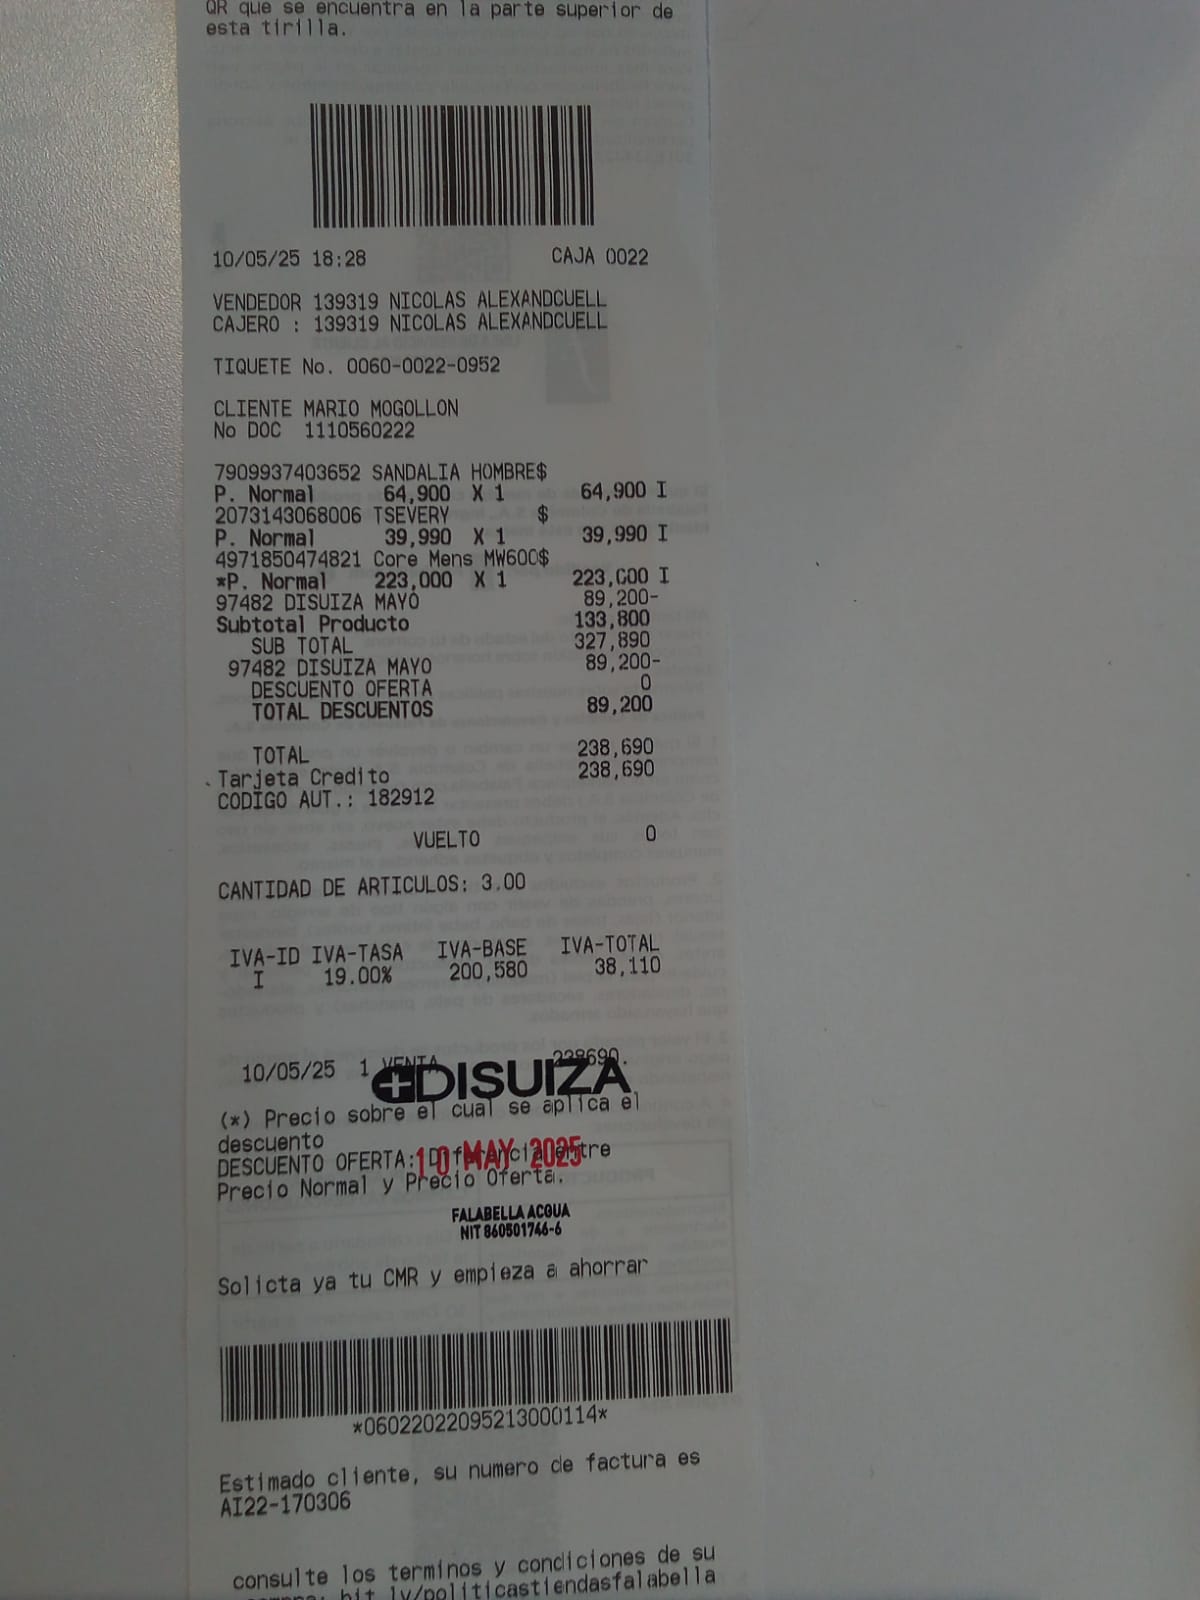 QR que se encuentra en la parte superior de
esta tirilla.
10/05/25 18:28 CAJA 0022
VENDEDOR 139319 NICOLAS ALEXANDCUELL
CAJERO : 139319 NICOLAS ALEXANDCUELL
TIQUETE No. 0060-0022-0952
CLIENTE MARIO MOGOLLON
No DOC 1110560222
7909937403652 SANDALIA HOMBRE$
P. Normal 64,900 X 1 64,900 I
2073143068006 TSEVERY $
P. Normal 39,990 X 1 39,990 I
4971850474821 Core Mens MW600$
*P. Normal 223,000 X 1 223,000 I
97482 DISUIZA MAYO 89,200-
Subtotal Producto 133,800
SUB TOTAL 327,890
97482 DISUIZA MAYO 89,200-
DESCUENTO OFERTA 0
TOTAL DESCUENTOS 89,200
TOTAL 238,690
Tarjeta Credito 238,690
CODIGO AUT.: 182912
VUELTO 0
CANTIDAD DE ARTICULOS: 3.00
IVA-ID IVA-TASA IVA-BASE IVA-TOTAL
I 19.00% 200,580 38,110
10/05/25 1 VENTA 238690.
DISUIZA
(*) Precio sobre el cual se aplica el
descuento
DESCUENTO OFERTA: Diferencia entre
10 MAY 2025
Precio Normal y Precio Oferta.
FALABELLA ACQUA
NIT 860501746-6
Solicta ya tu CMR y empieza a ahorrar
*06022022095213000114*
Estimado cliente, su numero de factura es
AI22-170306
consulte los terminos y condiciones de su
bit.ly/politicastiendasfalabella